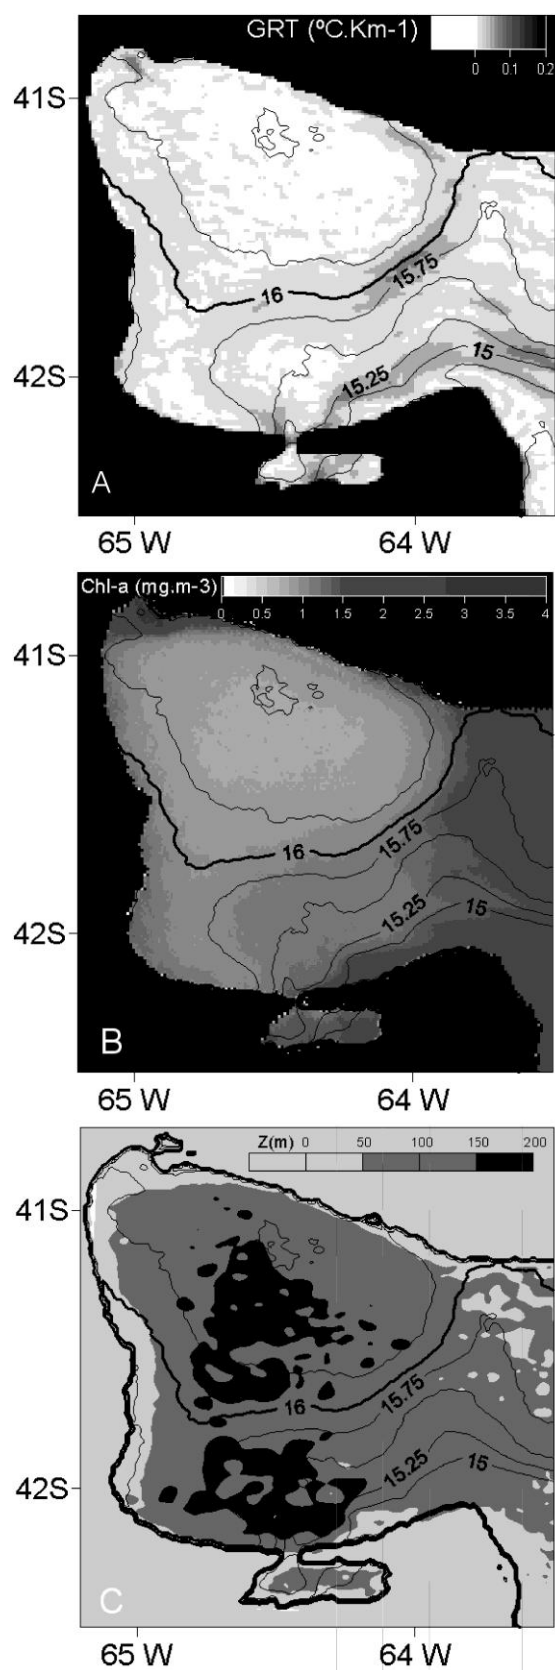 GRT (ºC.Km-1)
0 0.1 0.2
41S
16
15.75
15
15.25
42S
A
65 W 64 W
Chl-a (mg.m-3)
0 0.5 1 1.5 2 2.5 3 3.5 4
41S
16
15.75
15.25
15
42S
B
65 W 64 W
Z(m) 0 50 100 150 200
41S
15.75
16
15.25
15
42S
C
65 W 64 W